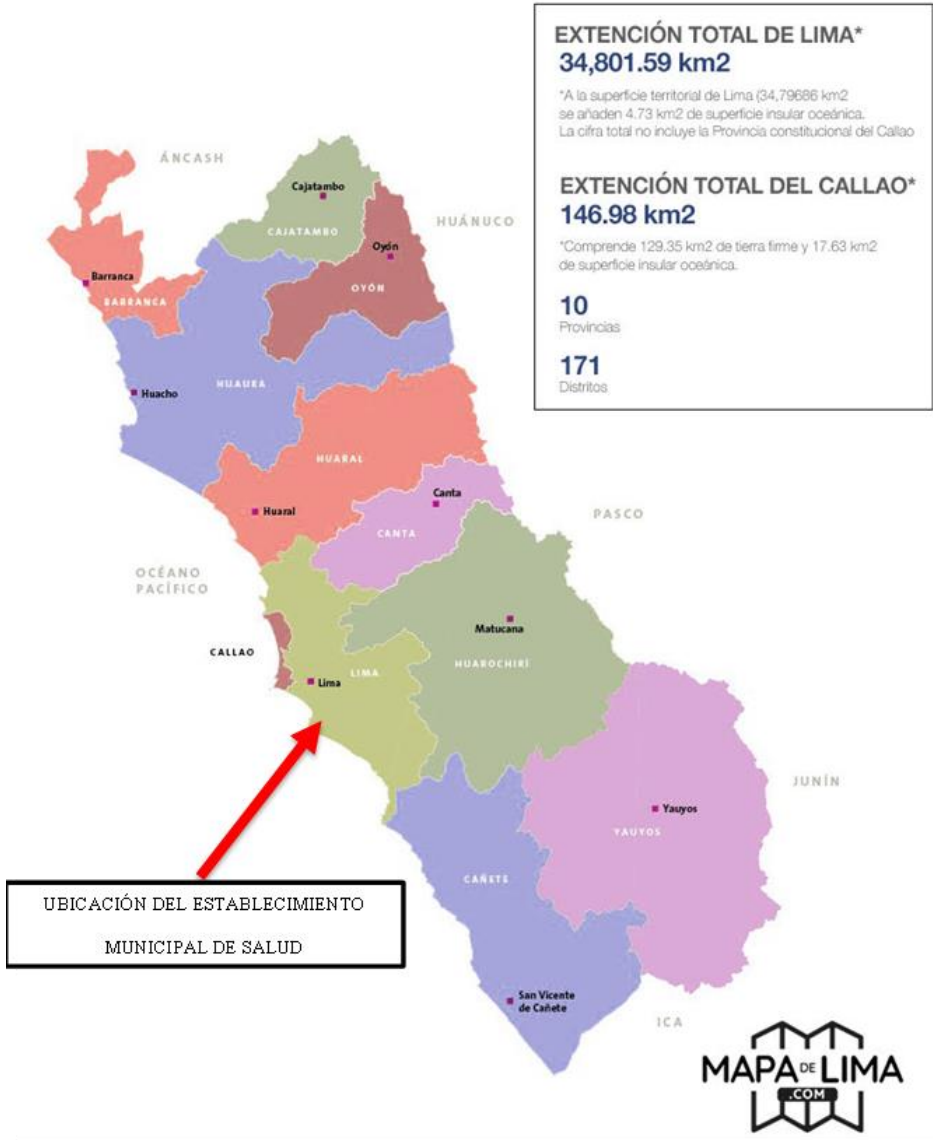 EXTENCIÓN TOTAL DE LIMA*
34,801.59 km2
*A la superficie territorial de Lima (34,79686 km2
se añaden 4.73 km2 de superficie insular oceánica.
La cifra total no incluye la Provincia constitucional del Callao
EXTENCIÓN TOTAL DEL CALLAO*
146.98 km2
*Comprende 129.35 km2 de tierra firme y 17.63 km2
de superficie insular oceánica.
10
Provincias
171
Distritos
ÁNCASH
Cajatambo
CAJATAMBO
HUÁNUCO
Oyón
OYÓN
Barranca
BARRANCA
HUAURA
Huacho
HUARAL
Huaral
Canta
CANTA
PASCO
OCÉANO
PACÍFICO
Matucana
HUAROCHIRÍ
CALLAO
LIMA
Lima
JUNÍN
Yauyos
YAUYOS
CAÑETE
UBICACIÓN DEL ESTABLECIMIENTO
MUNICIPAL DE SALUD
San Vicente
de Cañete
ICA
MAPA DE LIMA
.COM